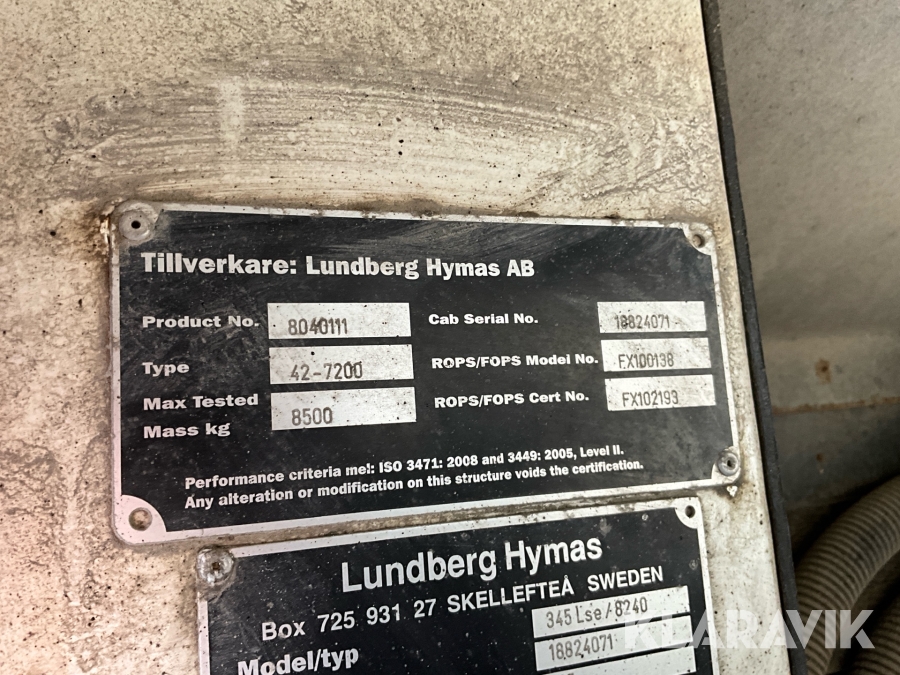 Tillverkare: Lundberg Hymas AB
Product No. 8040111 Cab Serial No. 18824071-
Type 42-7200 ROPS/FOPS Model No. FX100138
Max Tested Mass kg 8500 ROPS/FOPS Cert No. FX102193
Performance criteria met: ISO 3471: 2008 and 3449: 2005, Level II.
Any alteration or modification on this structure voids the certification.
Lundberg Hymas
Box 725 931 27 SKELLEFTEÅ SWEDEN
Model/typ 345 Lse/8240
18824071
KLARAVIK